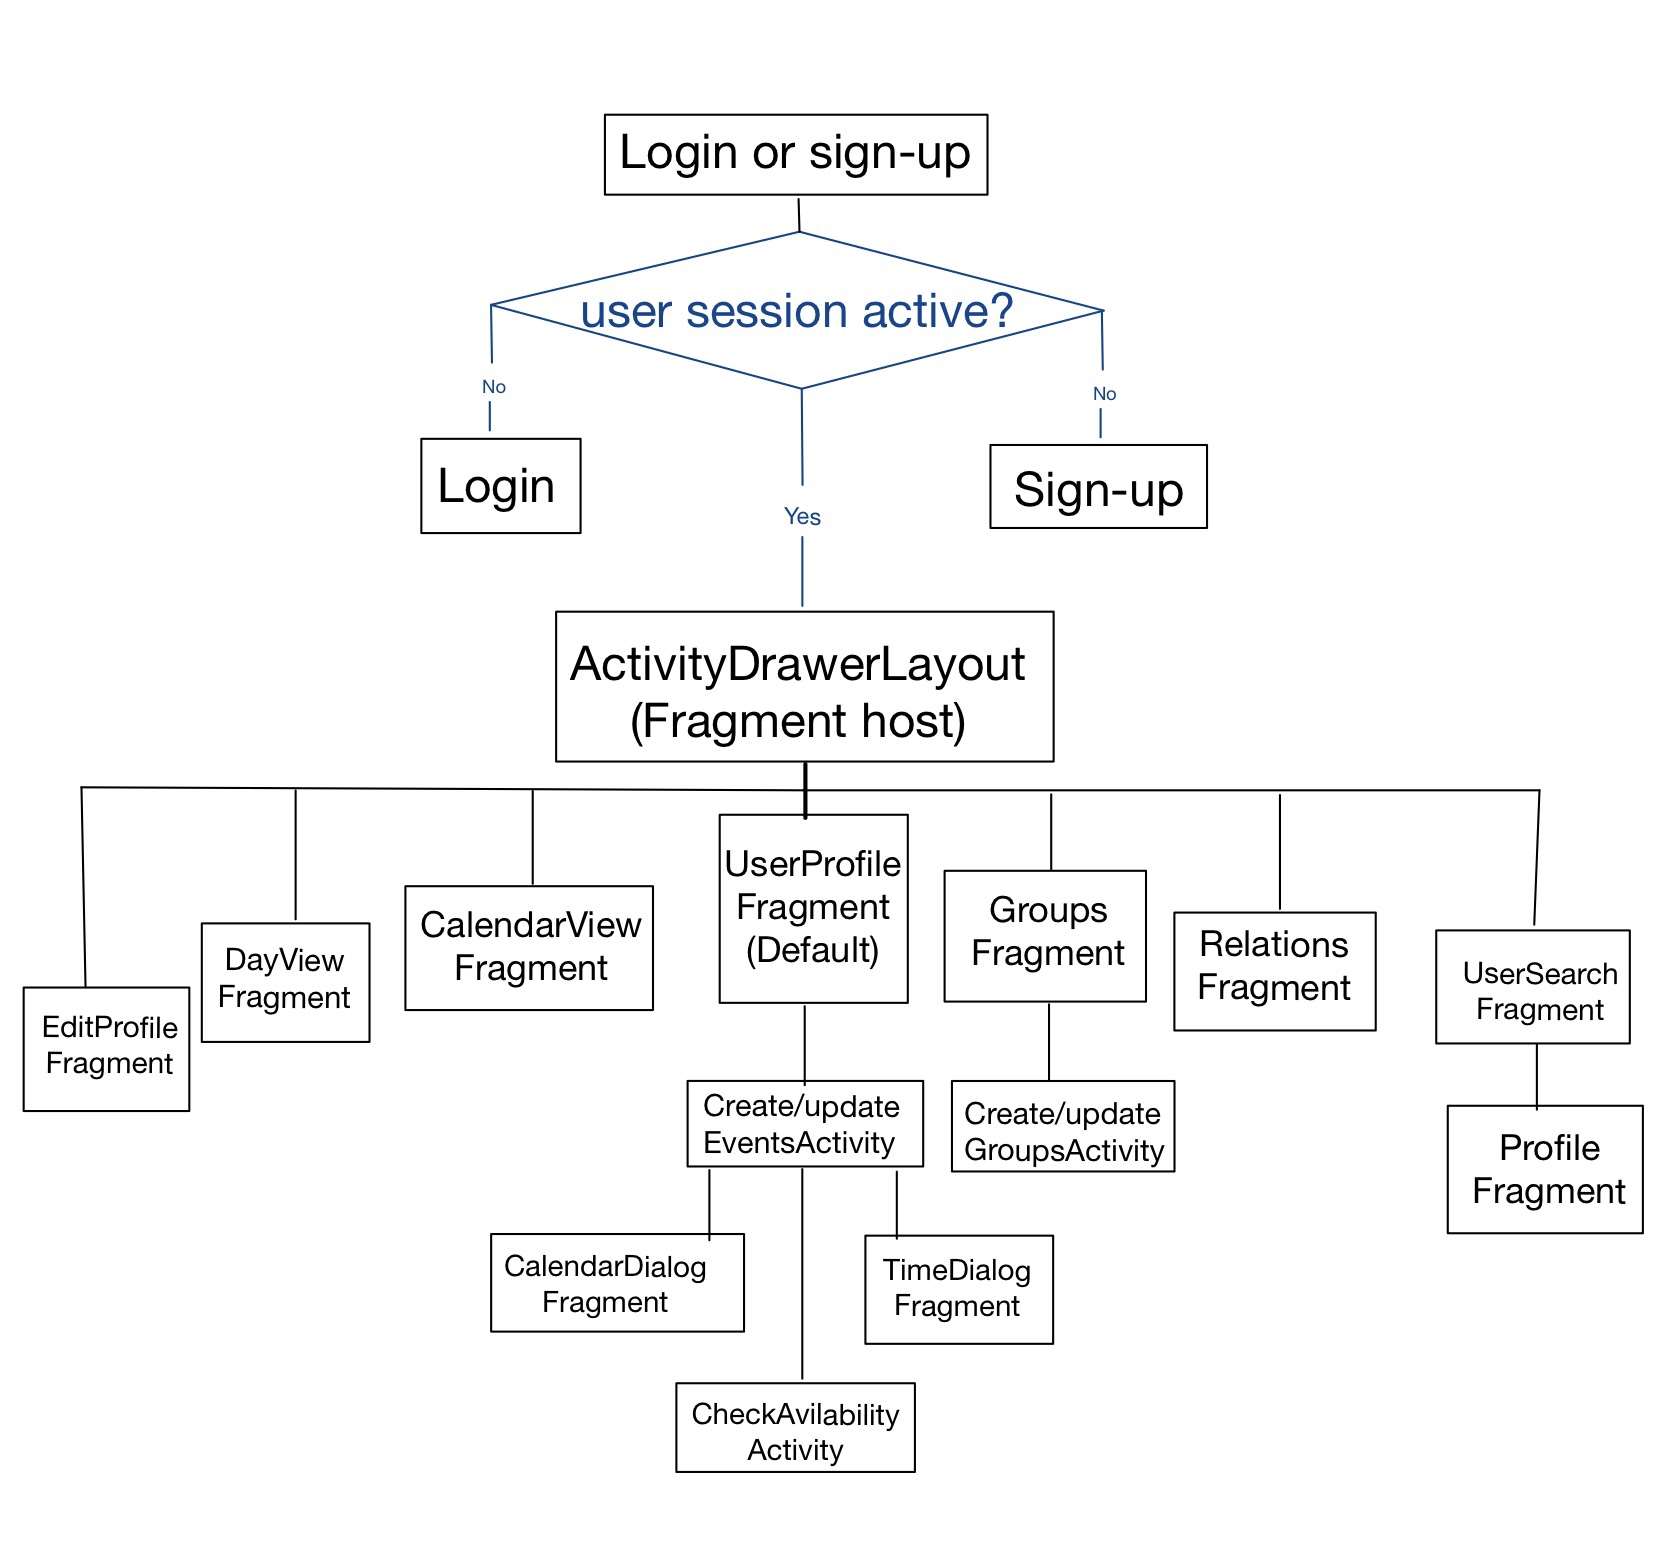 Login or sign-up
user session active?
No
No
Login
Sign-up
Yes
ActivityDrawerLayout
(Fragment host)
EditProfile
Fragment
DayView
Fragment
CalendarView
Fragment
UserProfile
Fragment
(Default)
Groups
Fragment
Relations
Fragment
UserSearch
Fragment
Create/update
EventsActivity
Create/update
GroupsActivity
Profile
Fragment
CalendarDialog
Fragment
TimeDialog
Fragment
CheckAvilability
Activity